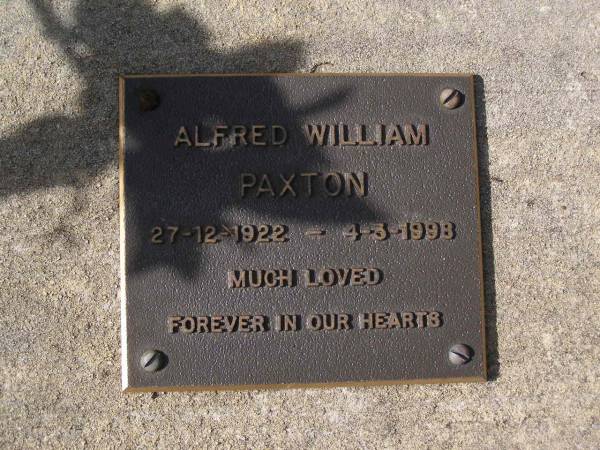 ALFRED WILLIAM
PAXTON
27-12-1922 - 4-3-1998
MUCH LOVED
FOREVER IN OUR HEARTS